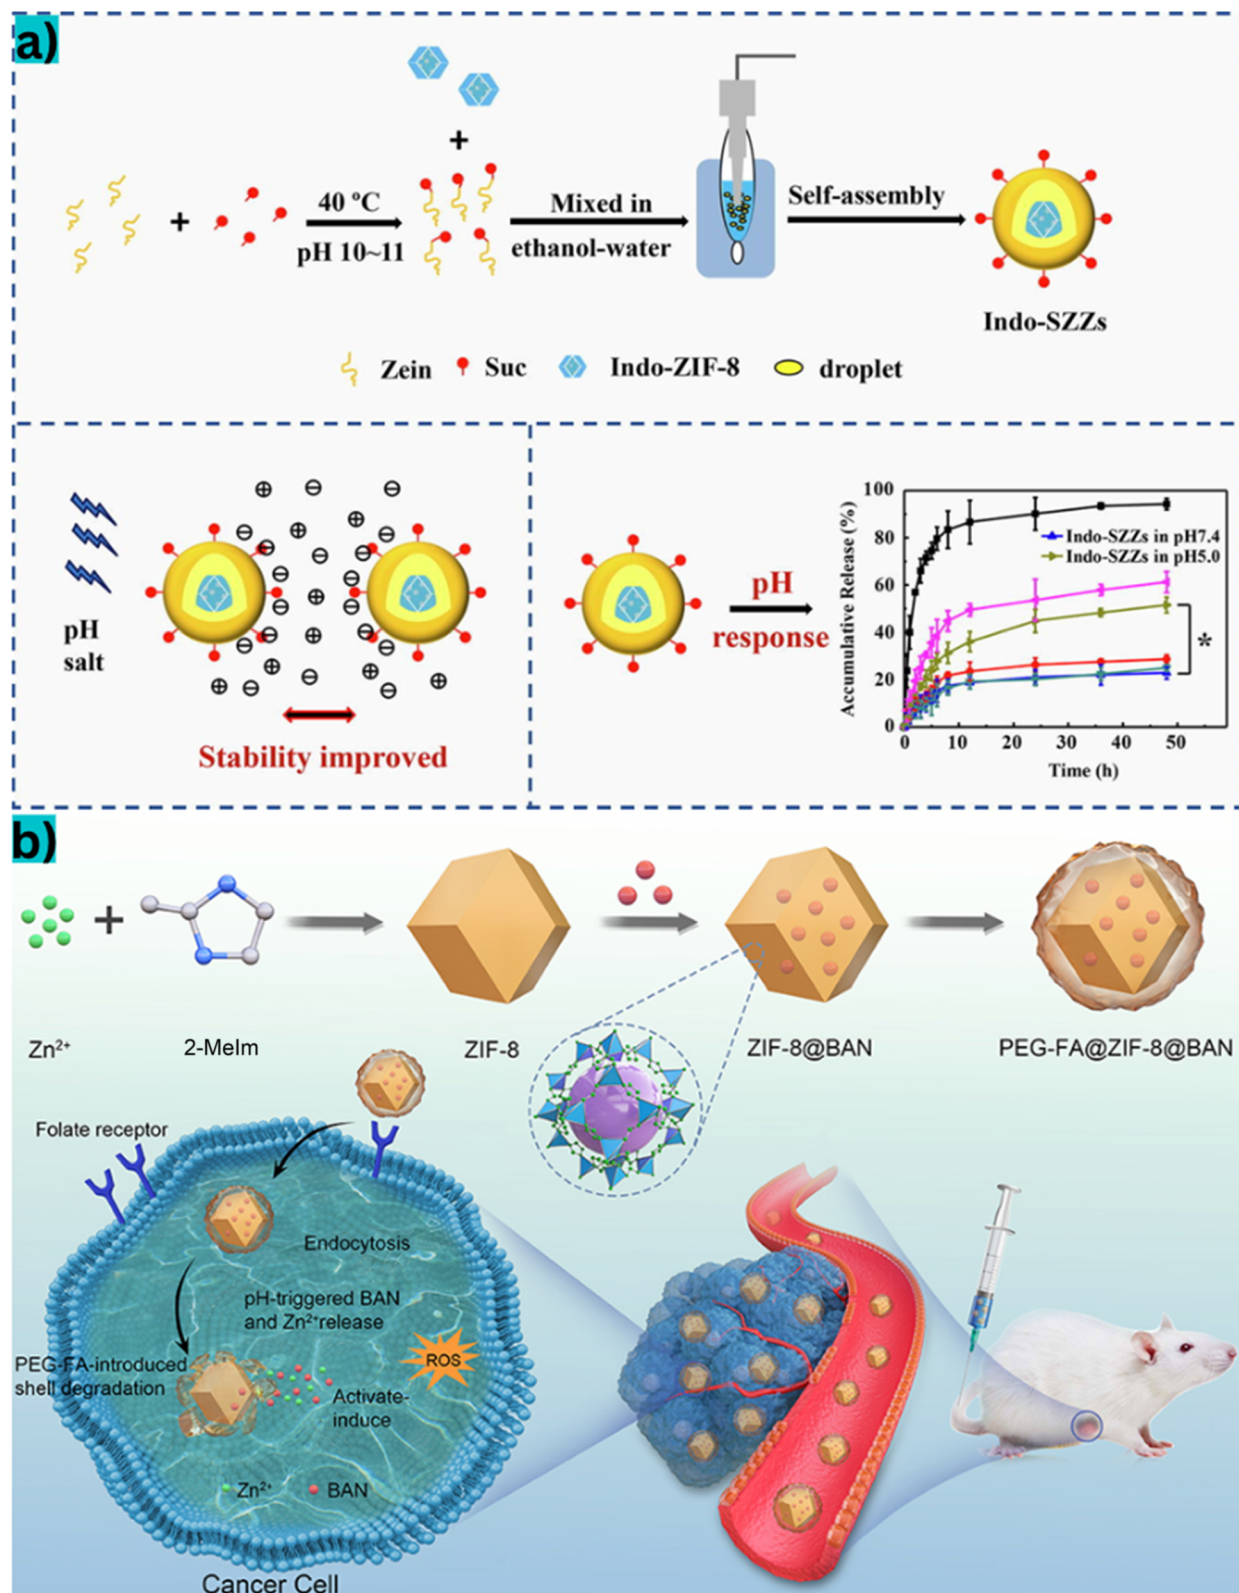 a)
+
+
40 ºC
pH 10~11
Mixed in
ethanol-water
Self-assembly
Indo-SZZs
Zein
Suc
Indo-ZIF-8
droplet
pH
salt
Stability improved
pH
response
Accumulative Release (%)
100
80
60
40
20
0
Indo-SZZs in pH7.4
Indo-SZZs in pH5.0
*
0 10 20 30 40 50
Time (h)
b)
+
Zn²⁺
2-MeIm
ZIF-8
ZIF-8@BAN
PEG-FA@ZIF-8@BAN
Folate receptor
Endocytosis
pH-triggered BAN
and Zn²⁺release
PEG-FA-introduced
shell degradation
ROS
Activate-
induce
Zn²⁺
BAN
Cancer Cell